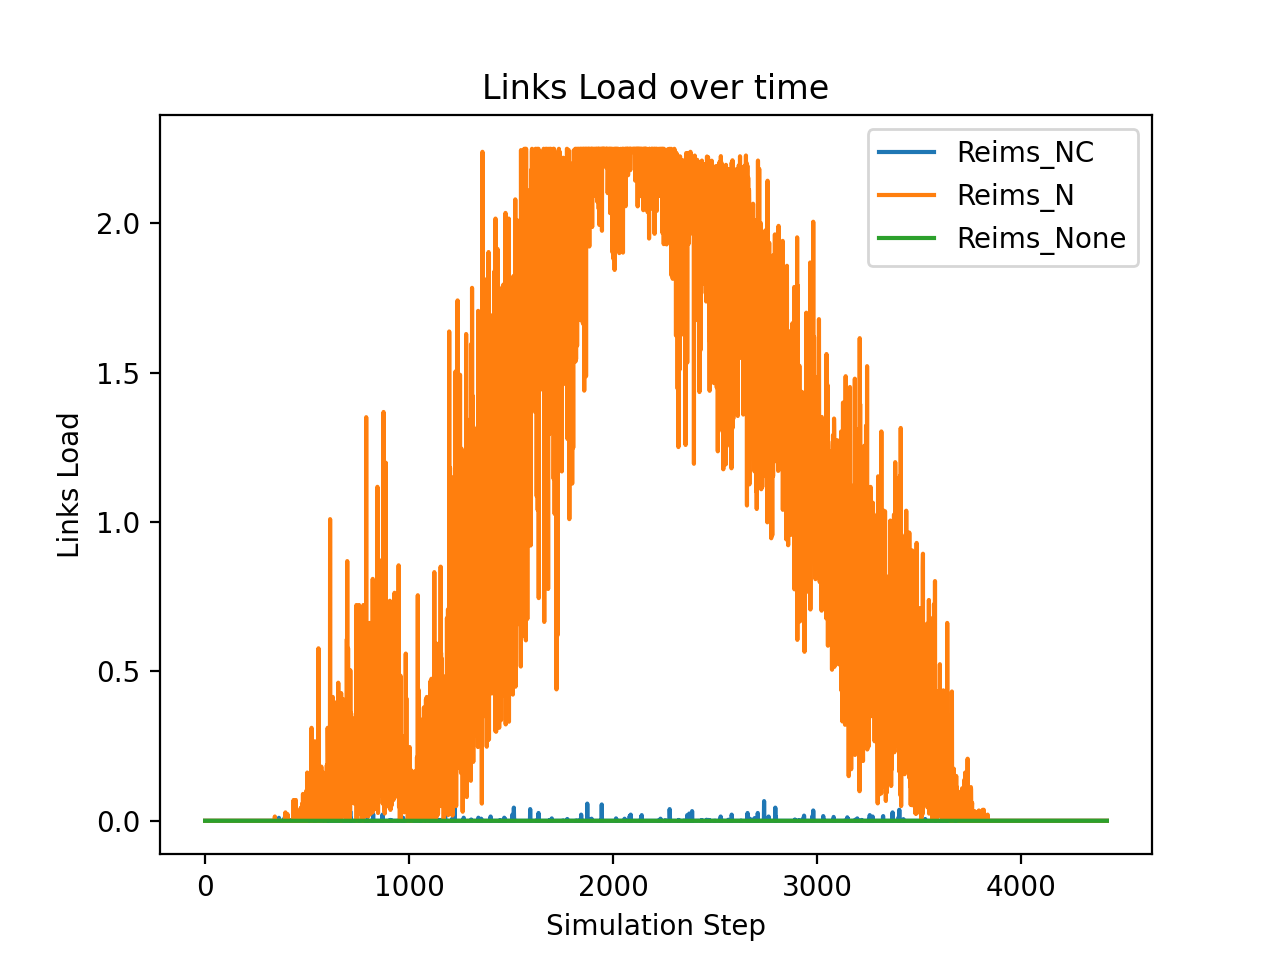 Links Load over time
Reims_NC
Reims_N
Reims_None
Links Load
2.0
1.5
1.0
0.5
0.0
0
1000
2000
3000
4000
Simulation Step